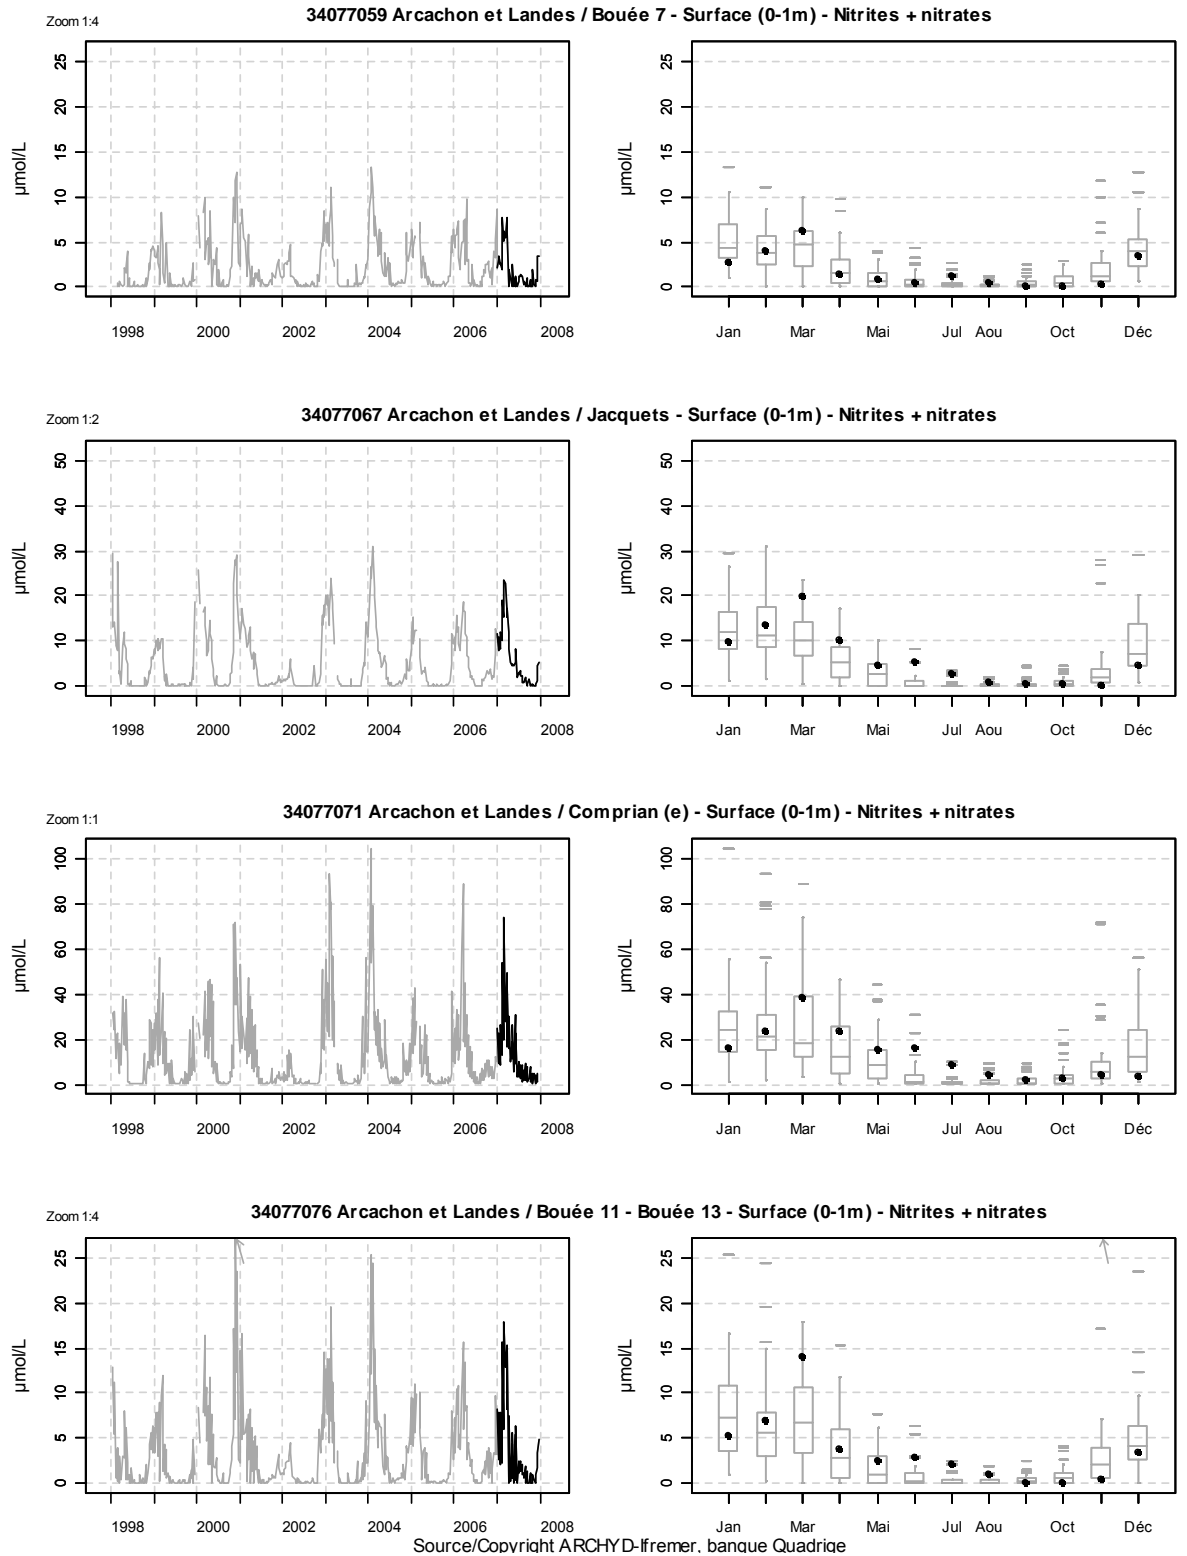 Zoom 1:4
34077059 Arcachon et Landes / Bouée 7 - Surface (0-1m) - Nitrites + nitrates
µmol/L
0 5 10 15 20 25
1998 2000 2002 2004 2006 2008
µmol/L
0 5 10 15 20 25
Jan Mar Mai Jul Aou Oct Déc
Zoom 1:2
34077067 Arcachon et Landes / Jacquets - Surface (0-1m) - Nitrites + nitrates
µmol/L
0 10 20 30 40 50
1998 2000 2002 2004 2006 2008
µmol/L
0 10 20 30 40 50
Jan Mar Mai Jul Aou Oct Déc
Zoom 1:1
34077071 Arcachon et Landes / Comprian (e) - Surface (0-1m) - Nitrites + nitrates
µmol/L
0 20 40 60 80 100
1998 2000 2002 2004 2006 2008
µmol/L
0 20 40 60 80 100
Jan Mar Mai Jul Aou Oct Déc
Zoom 1:4
34077076 Arcachon et Landes / Bouée 11 - Bouée 13 - Surface (0-1m) - Nitrites + nitrates
µmol/L
0 5 10 15 20 25
1998 2000 2002 2004 2006 2008
µmol/L
0 5 10 15 20 25
Jan Mar Mai Jul Aou Oct Déc
Source/Copyright ARCHYD-Ifremer, banque Quadrige